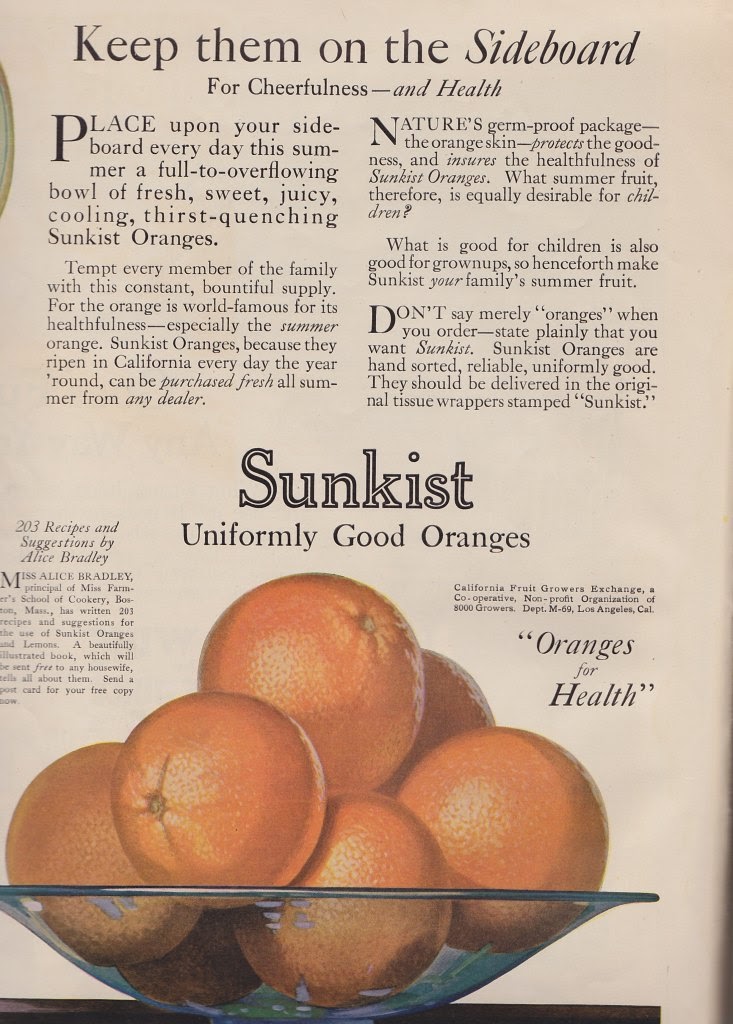 Keep them on the Sideboard
For Cheerfulness—and Health
PLACE upon your side-
board every day this sum-
mer a full-to-overflowing
bowl of fresh, sweet, juicy,
cooling, thirst-quenching
Sunkist Oranges.
Tempt every member of the family
with this constant, bountiful supply.
For the orange is world-famous for its
healthfulness—especially the summer
orange. Sunkist Oranges, because they
ripen in California every day the year
'round, can be purchased fresh all sum-
mer from any dealer.
NATURE'S germ-proof package—
the orange skin—protects the good-
ness, and insures the healthfulness of
Sunkist Oranges. What summer fruit,
therefore, is equally desirable for chil-
dren?
What is good for children is also
good for grownups, so henceforth make
Sunkist your family's summer fruit.
DON'T say merely "oranges" when
you order—state plainly that you
want Sunkist. Sunkist Oranges are
hand sorted, reliable, uniformly good.
They should be delivered in the origi-
nal tissue wrappers stamped "Sunkist."
Sunkist
Uniformly Good Oranges
203 Recipes and
Suggestions by
Alice Bradley
MISS ALICE BRADLEY,
principal of Miss Farm-
er's School of Cookery, Bos-
ton, Mass., has written 203
recipes and suggestions for
the use of Sunkist Oranges
and Lemons. A beautifully
illustrated book, which will
be sent free to any housewife,
tells all about them. Send a
post card for your free copy
now.
California Fruit Growers Exchange, a
Co-operative, Non-profit Organization of
8000 Growers. Dept. M-69, Los Angeles, Cal.
"Oranges
for
Health"